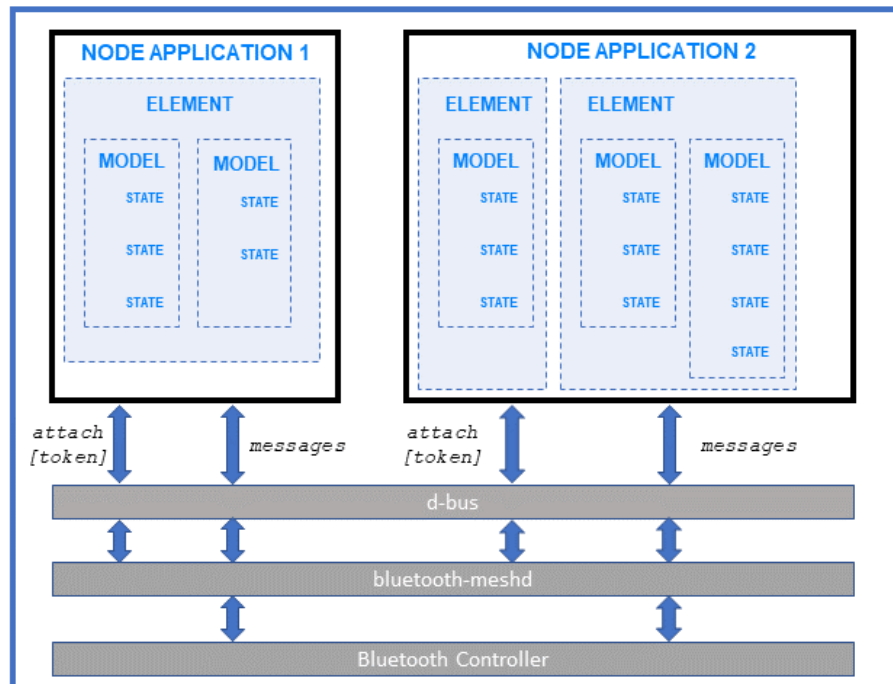 NODE APPLICATION 1
ELEMENT
MODEL
STATE
STATE
STATE
MODEL
STATE
STATE
NODE APPLICATION 2
ELEMENT
MODEL
STATE
STATE
STATE
ELEMENT
MODEL
STATE
STATE
STATE
MODEL
STATE
STATE
STATE
STATE
attach
[token]
messages
attach
[token]
messages
d-bus
bluetooth-meshd
Bluetooth Controller